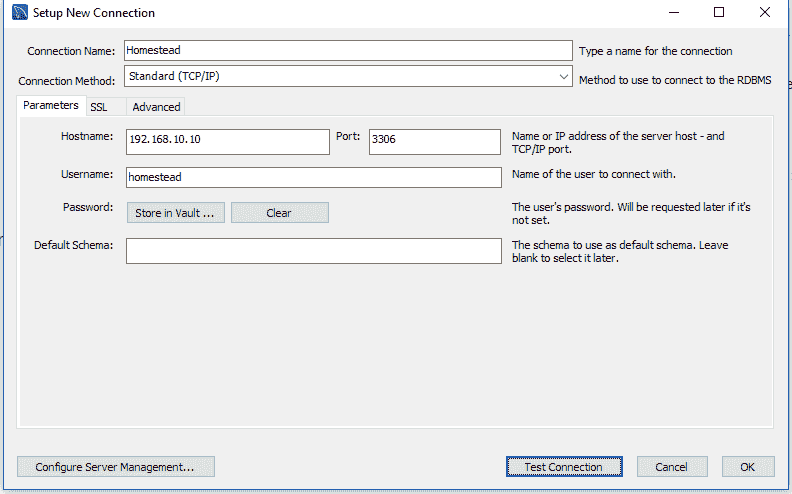 Setup New Connection
Connection Name: Homestead Type a name for the connection
Connection Method: Standard (TCP/IP) Method to use to connect to the RDBMS
Parameters SSL Advanced
Hostname: 192.168.10.10 Port: 3306 Name or IP address of the server host - and
TCP/IP port.
Username: homestead Name of the user to connect with.
Password: Store in Vault ... Clear The user's password. Will be requested later if it's
not set.
Default Schema: The schema to use as default schema. Leave
blank to select it later.
Configure Server Management... Test Connection Cancel OK